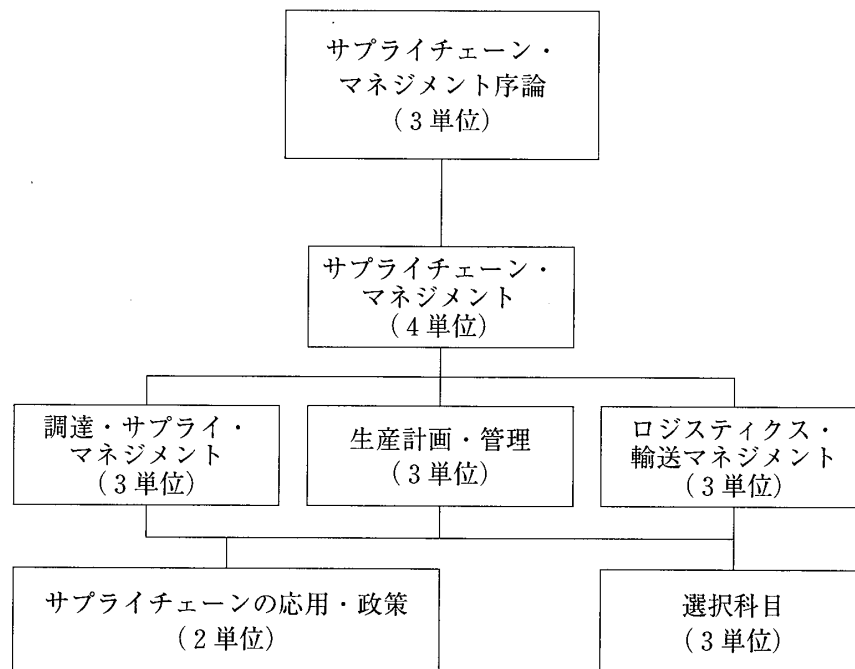 サプライチェーン・
マネジメント序論
（3単位）
サプライチェーン・
マネジメント
（4単位）
調達・サプライ・
マネジメント
（3単位）
生産計画・管理
（3単位）
ロジスティクス・
輸送マネジメント
（3単位）
サプライチェーンの応用・政策
（2単位）
選択科目
（3単位）